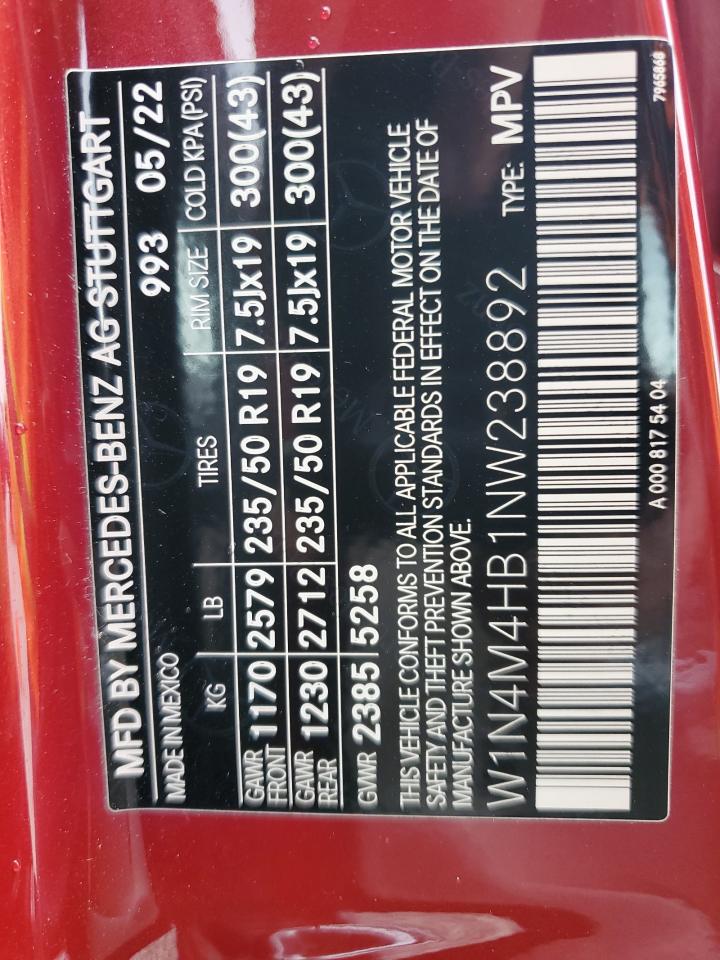 MFD BY MERCEDES-BENZ AG STUTTGART
MADE IN MEXICO 993 05/22
KG LB TIRES RIM SIZE COLD KPA (PSI)
GAWR FRONT 1170 2579 235/50 R19 7.5Jx19 300(43)
GAWR REAR 1230 2712 235/50 R19 7.5Jx19 300(43)
GVWR 2385 5258
THIS VEHICLE CONFORMS TO ALL APPLICABLE FEDERAL MOTOR VEHICLE
SAFETY AND THEFT PREVENTION STANDARDS IN EFFECT ON THE DATE OF
MANUFACTURE SHOWN ABOVE.
W1N4M4HB1NW238892 TYPE: MPV
A 000 817 54 04 7965868